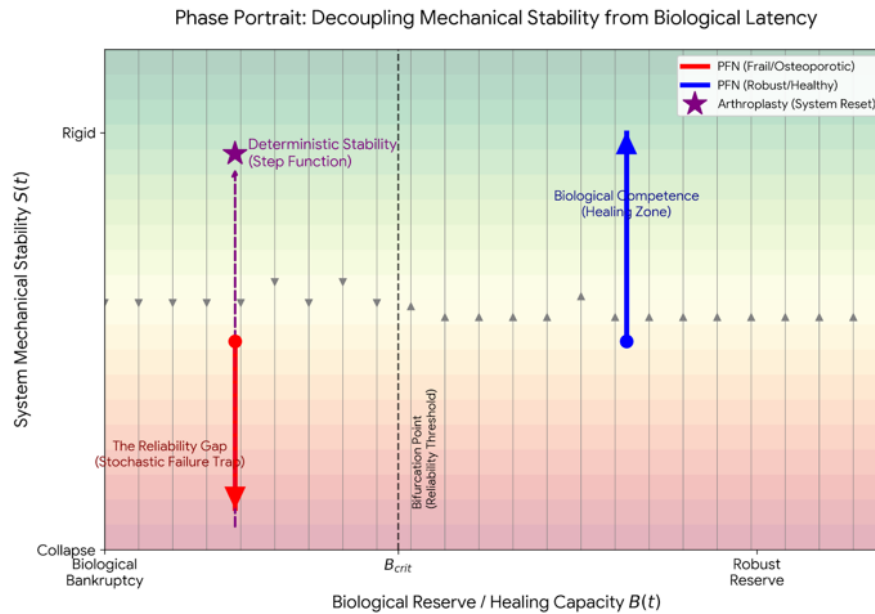 Phase Portrait: Decoupling Mechanical Stability from Biological Latency
PFN (Frail/Osteoporotic)
PFN (Robust/Healthy)
Arthroplasty (System Reset)
Rigid
Deterministic Stability
(Step Function)
Biological Competence
(Healing Zone)
System Mechanical Stability S(t)
The Reliability Gap
(Stochastic Failure Trap)
Bifurcation Point
(Reliability Threshold)
Collapse
Biological
Bankruptcy
B_crit
Robust
Reserve
Biological Reserve / Healing Capacity B(t)